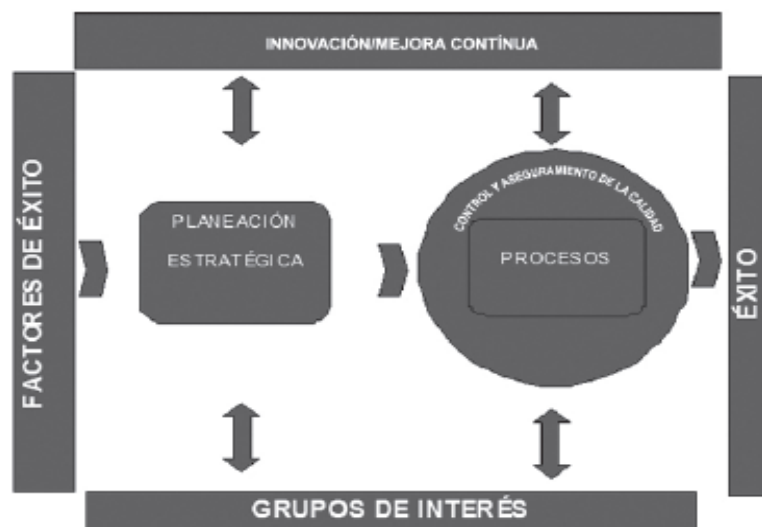 INNOVACIÓN/MEJORA CONTÍNUA
FACTORES DE ÉXITO
PLANEACIÓN
ESTRATÉGICA
CONTROL Y ASEGURAMIENTO DE LA CALIDAD
PROCESOS
ÉXITO
GRUPOS DE INTERÉS